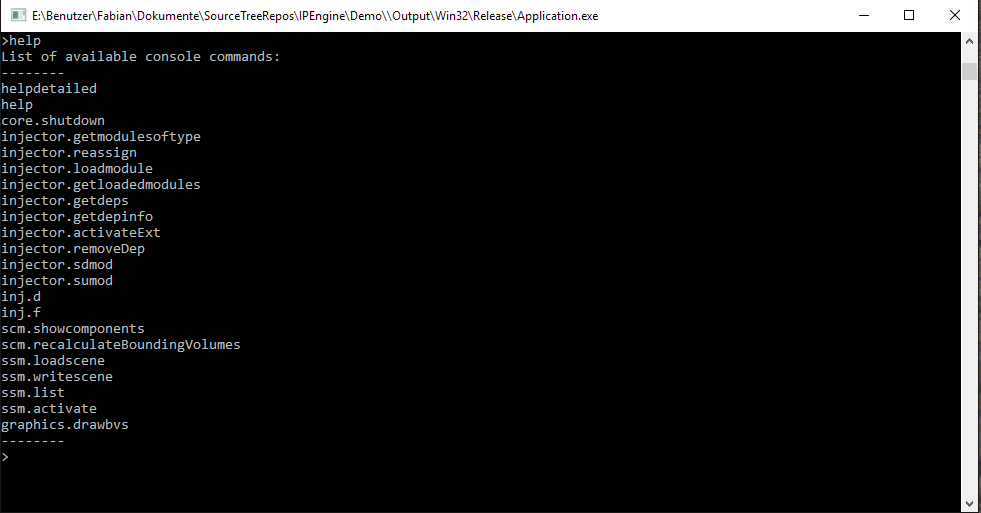 E:\Benutzer\Fabian\Dokumente\SourceTreeRepos\IPEngine\Demo\\Output\Win32\Release\Application.exe
>help
List of available console commands:
--------
helpdetailed
help
core.shutdown
injector.getmodulesoftype
injector.reassign
injector.loadmodule
injector.getloadedmodules
injector.getdeps
injector.getdepinfo
injector.activateExt
injector.removeDep
injector.sdmod
injector.sumod
inj.d
inj.f
scm.showcomponents
scm.recalculateBoundingVolumes
ssm.loadscene
ssm.writescene
ssm.list
ssm.activate
graphics.drawbvs
--------
>